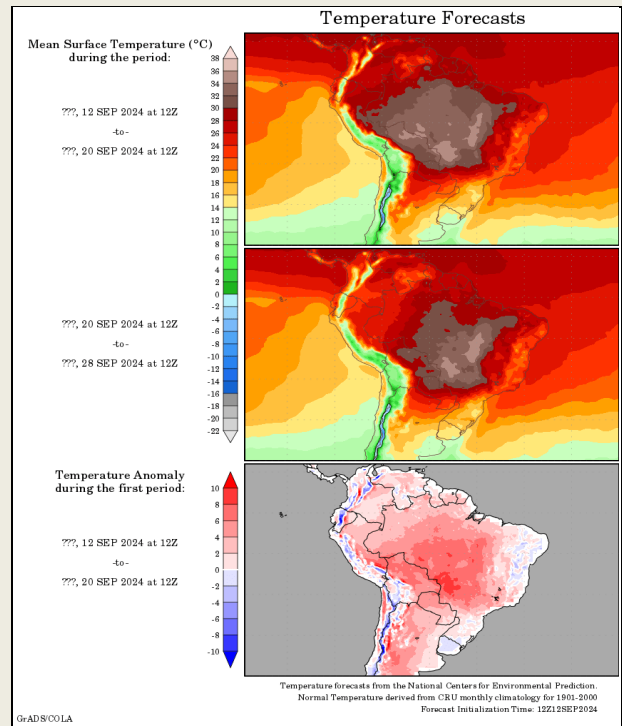 Temperature Forecasts
Mean Surface Temperature (°C)
during the period:
???, 12 SEP 2024 at 12Z
-to-
???, 20 SEP 2024 at 12Z
38
36
34
32
30
28
26
24
22
21
20
18
16
14
12
10
8
6
4
2
0
-2
-4
-6
-8
-10
-12
-14
-16
-17
-18
-20
-22
???, 20 SEP 2024 at 12Z
-to-
???, 28 SEP 2024 at 12Z
Temperature Anomaly
during the first period:
???, 12 SEP 2024 at 12Z
-to-
???, 20 SEP 2024 at 12Z
10
8
6
4
2
0
-2
-4
-6
-8
-10
Temperature forecasts from the National Centers for Environmental Prediction.
Normal Temperature derived from CRU monthly climatology for 1901-2000
Forecast Initialization Time: 12Z12SEP2024
GrADS/COLA